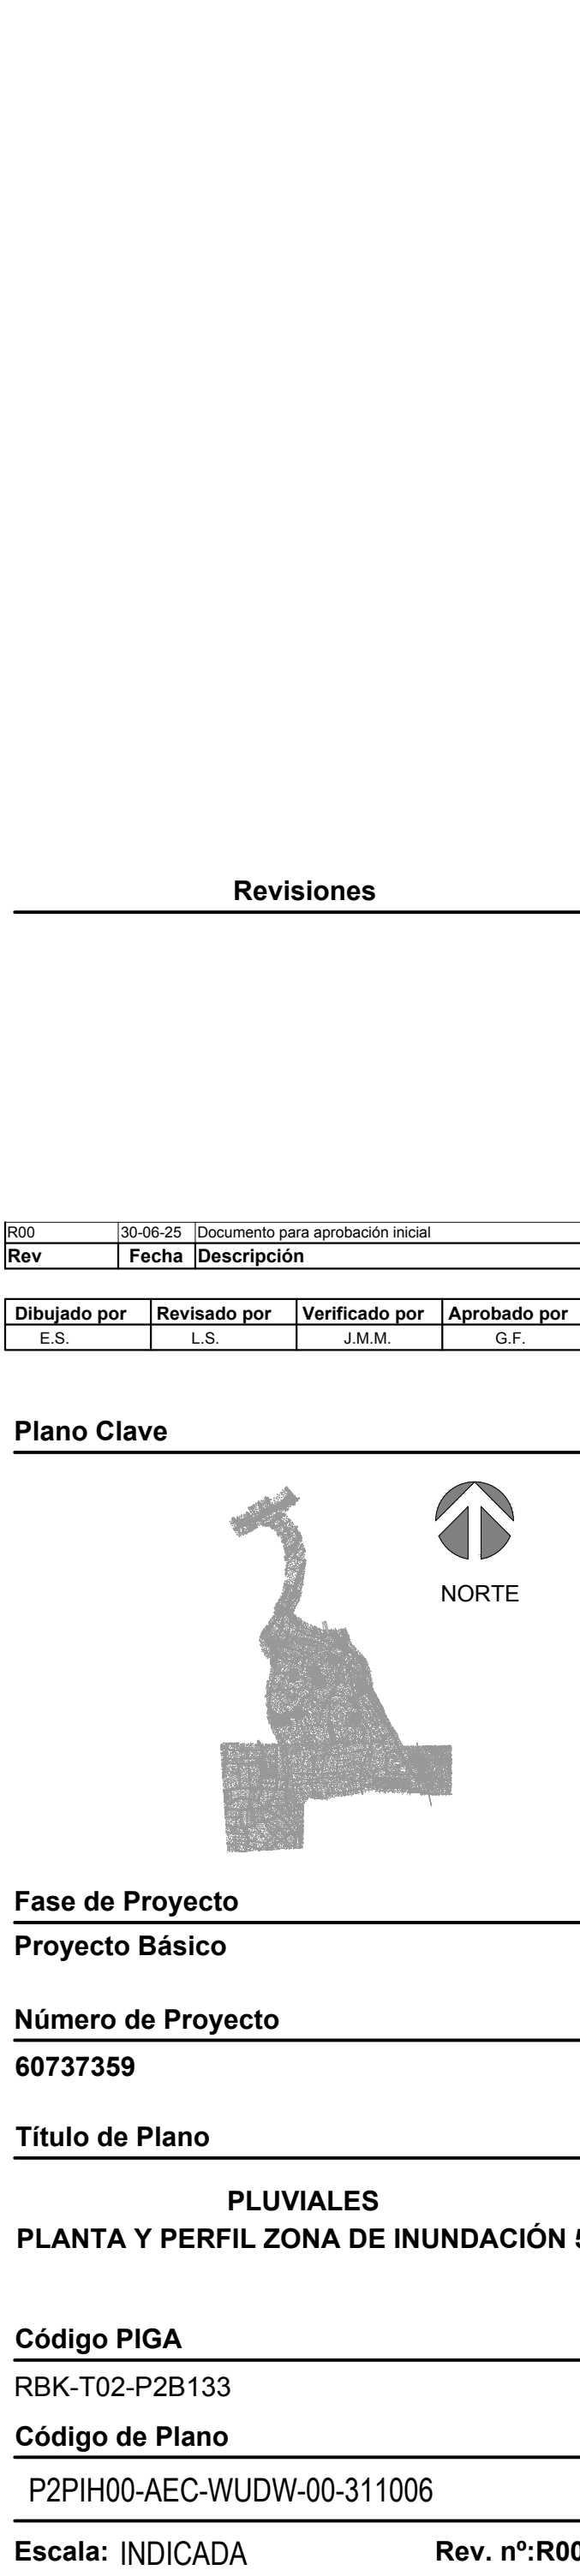 Revisiones
R00 30-06-25 Documento para aprobación inicial
Rev Fecha Descripción
Dibujado por Revisado por Verificado por Aprobado por
E.S. L.S. J.M.M. G.F.
Plano Clave
NORTE
Fase de Proyecto
Proyecto Básico
Número de Proyecto
60737359
Título de Plano
PLUVIALES
PLANTA Y PERFIL ZONA DE INUNDACIÓN 5
Código PIGA
RBK-T02-P2B133
Código de Plano
P2PIH00-AEC-WUDW-00-311006
Escala: INDICADA Rev. nº:R00